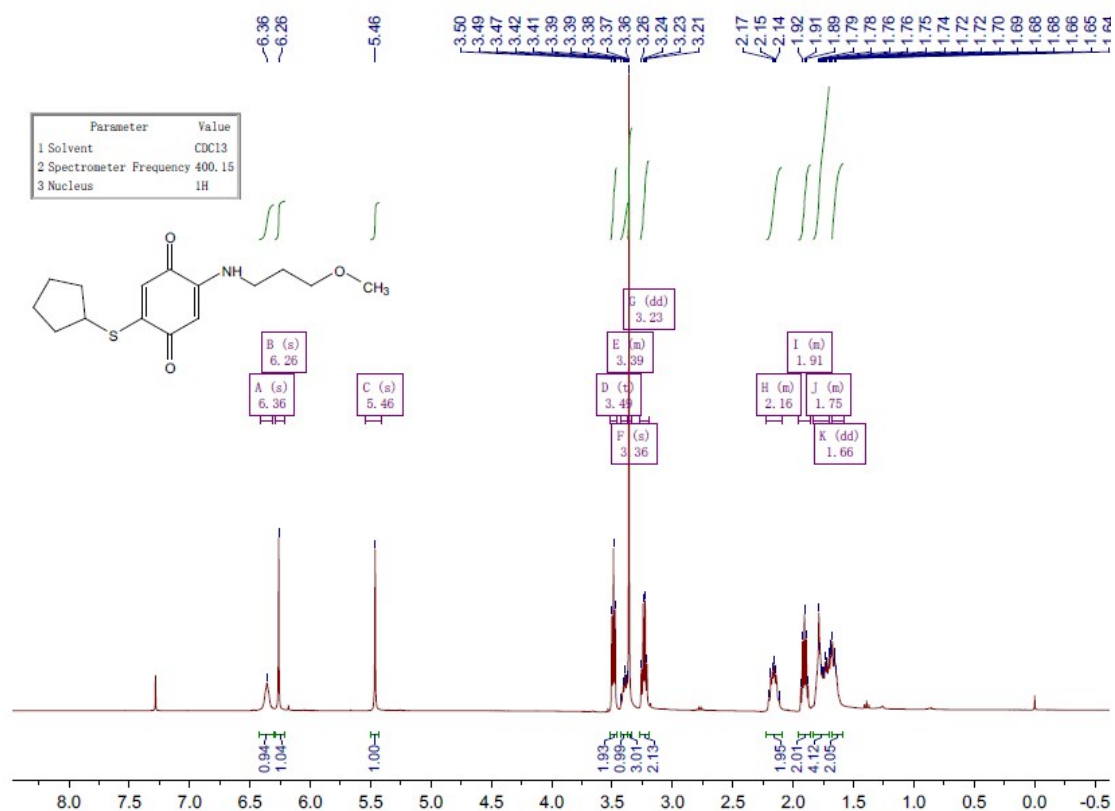 6.36
6.26
5.46
3.50
3.49
3.47
3.42
3.41
3.39
3.39
3.38
3.37
3.36
3.26
3.24
3.23
3.21
2.17
2.15
2.14
1.92
1.91
1.89
1.79
1.78
1.76
1.76
1.75
1.74
1.72
1.72
1.70
1.69
1.68
1.68
1.66
1.65
1.64
Parameter Value
1 Solvent CDCl3
2 Spectrometer Frequency 400.15
3 Nucleus 1H
O
NH
O
CH3
S
O
G (dd)
3.23
B (s)
6.26
E (m)
3.39
I (m)
1.91
A (s)
6.36
C (s)
5.46
D (t)
3.49
H (m)
2.16
J (m)
1.75
F (s)
3.36
K (dd)
1.66
0.94
1.04
1.00
1.93
0.99
3.01
2.13
1.95
2.01
4.12
2.05
8.0 7.5 7.0 6.5 6.0 5.5 5.0 4.5 4.0 3.5 3.0 2.5 2.0 1.5 1.0 0.5 0.0